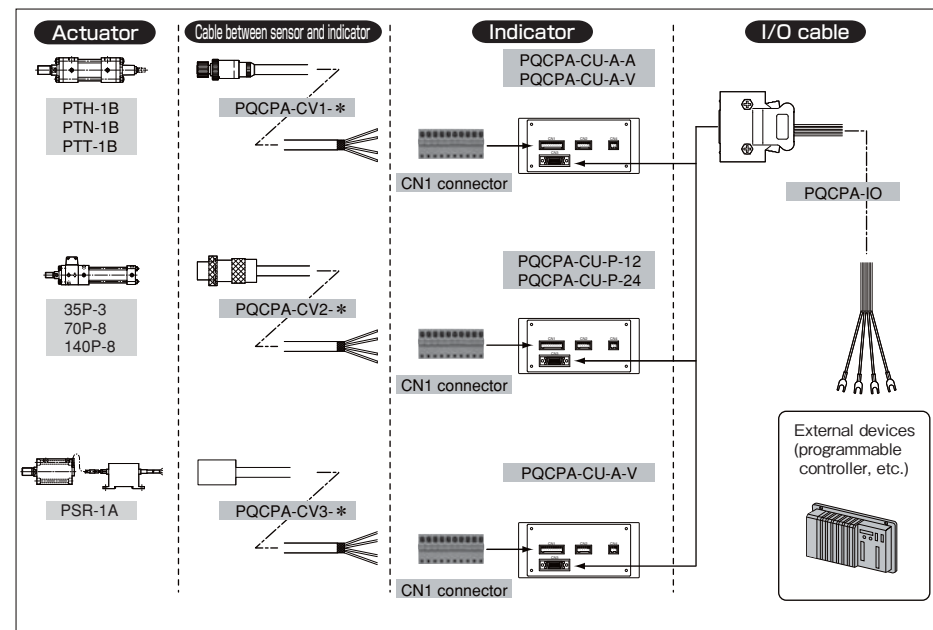 Actuator
Cable between sensor and indicator
Indicator
I/O cable
PTH-1B
PTN-1B
PTT-1B
PQCPA-CV1-＊
PQCPA-CU-A-A
PQCPA-CU-A-V
CN1 connector
PQCPA-IO
35P-3
70P-8
140P-8
PQCPA-CV2-＊
PQCPA-CU-P-12
PQCPA-CU-P-24
CN1 connector
External devices
(programmable
controller, etc.)
PSR-1A
PQCPA-CV3-＊
PQCPA-CU-A-V
CN1 connector